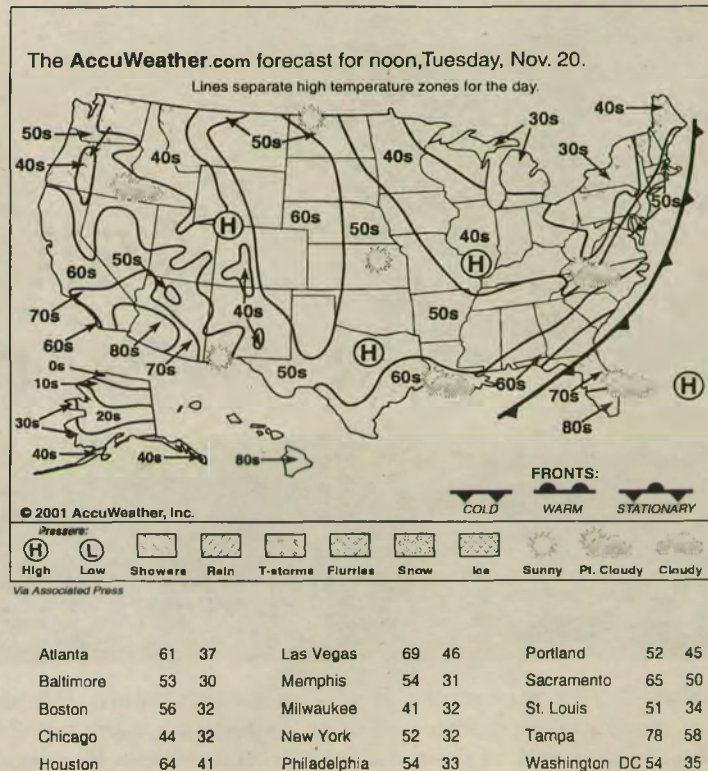 The AccuWeather.com forecast for noon, Tuesday, Nov. 20.
Lines separate high temperature zones for the day.
40s
30s
50s
50s
40s
40s
40s
30s
50s
60s
50s
40s
60s
50s
70s
40s
50s
60s
80s
70s
50s
60s
60s
70s
80s
0s
10s
20s
30s
40s
40s
80s
H
H
H
H
FRONTS:
COLD WARM STATIONARY
© 2001 AccuWeather, Inc.
Pressure:
H L
High Low Showers Rain T-storms Flurries Snow Ice Sunny Pt. Cloudy Cloudy
Via Associated Press
Atlanta 61 37 Las Vegas 69 46 Portland 52 45
Baltimore 53 30 Memphis 54 31 Sacramento 65 50
Boston 56 32 Milwaukee 41 32 St. Louis 51 34
Chicago 44 32 New York 52 32 Tampa 78 58
Houston 64 41 Philadelphia 54 33 Washington DC 54 35